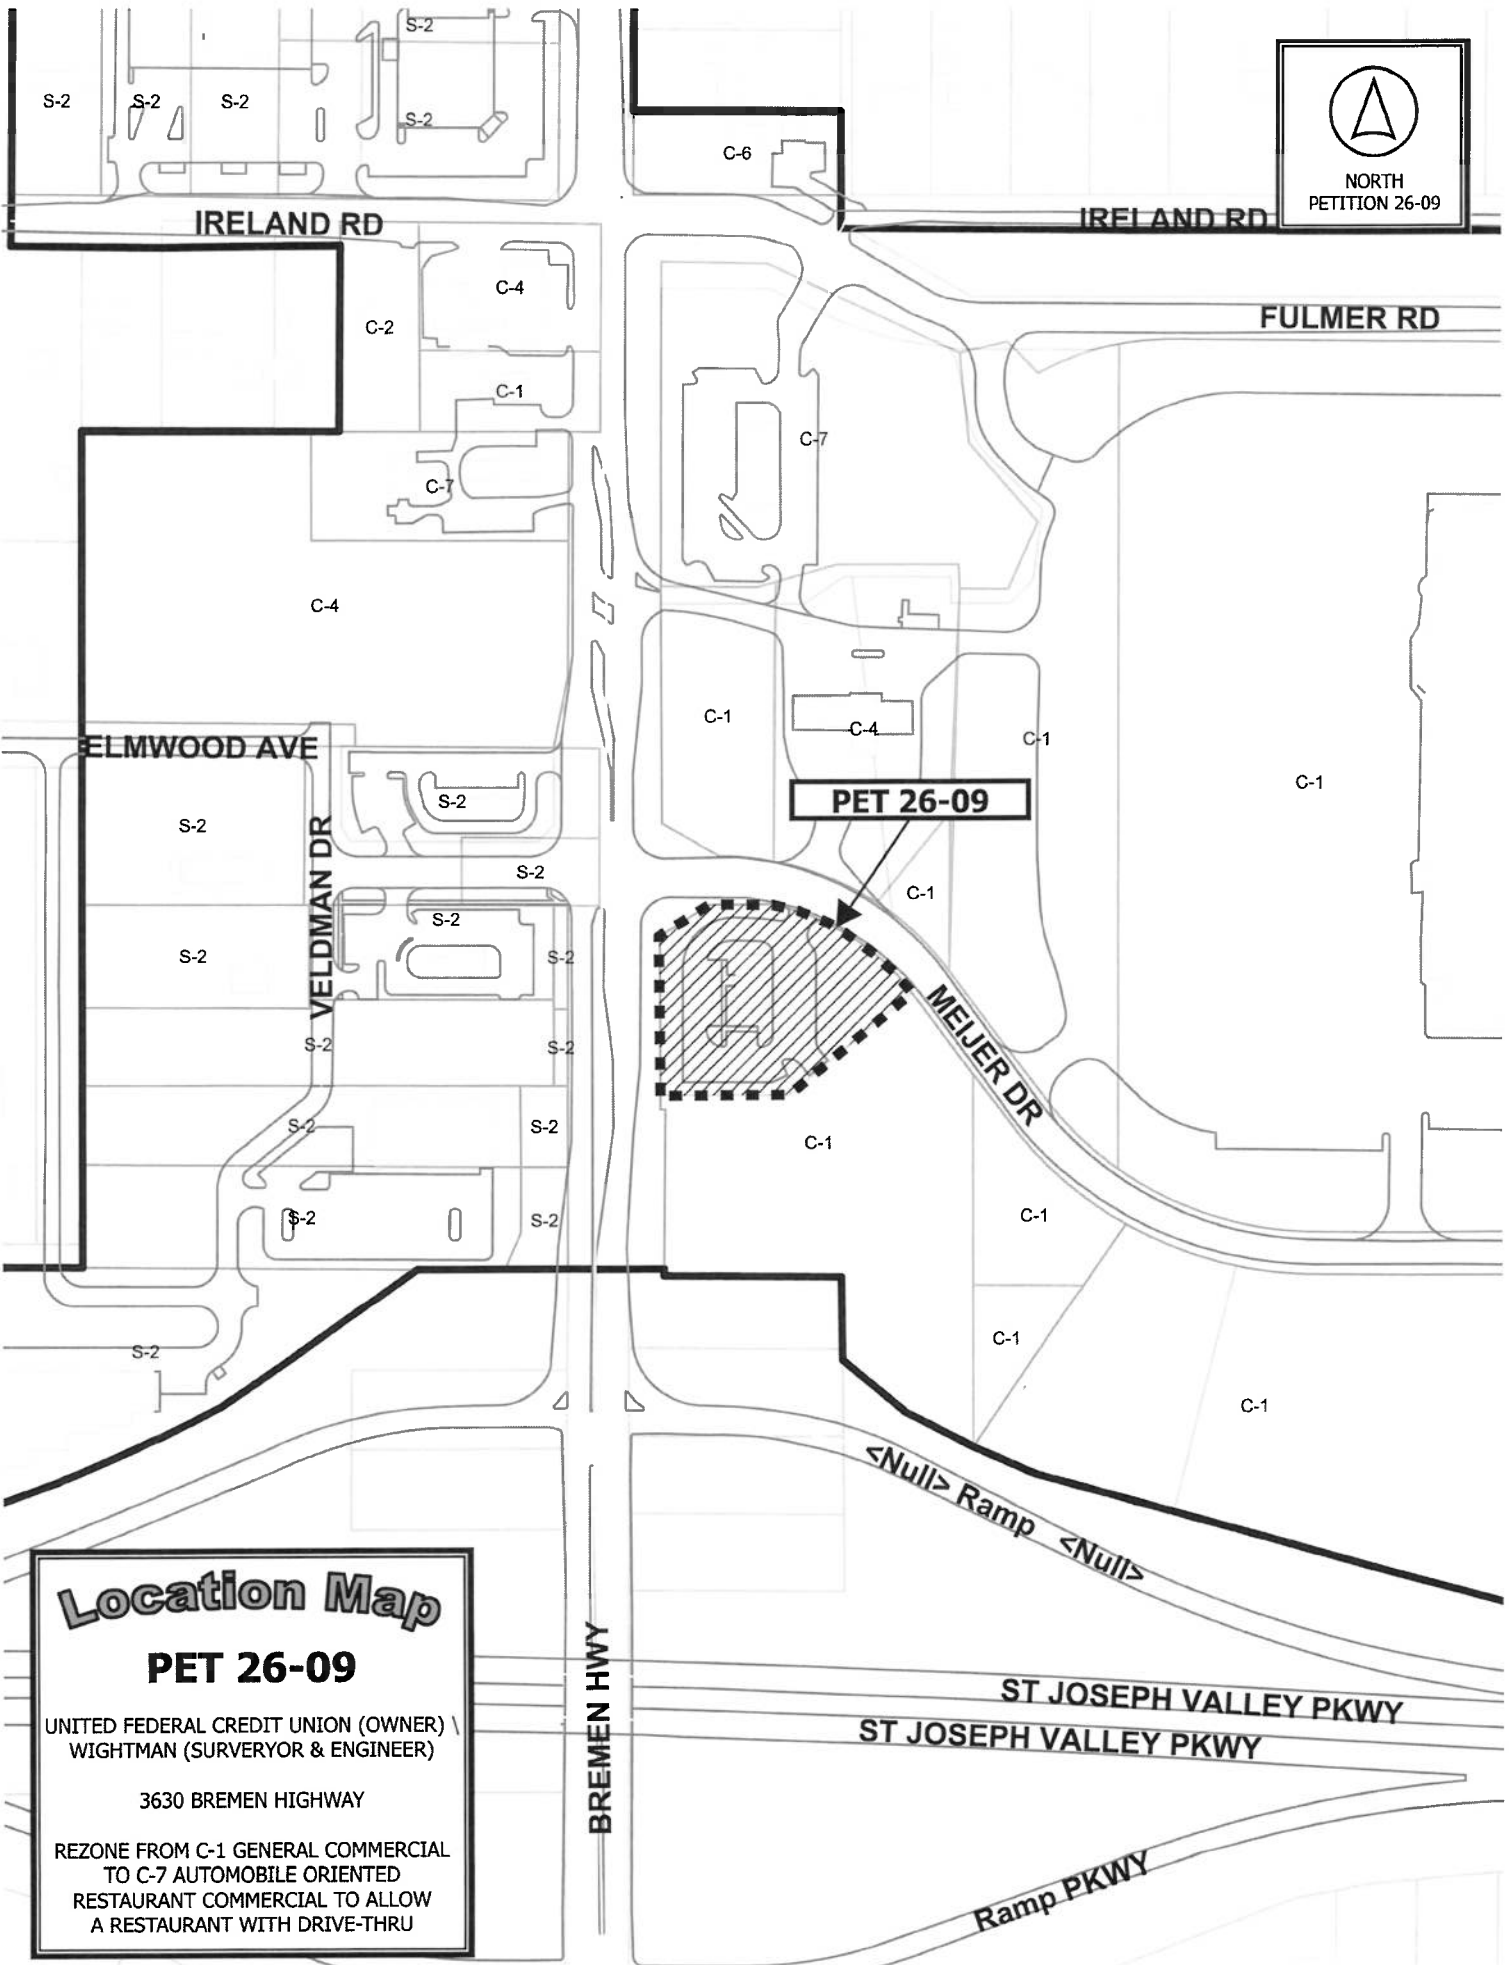 S-2
S-2
S-2
S-2
S-2
C-6
NORTH
PETITION 26-09
IRELAND RD
IRELAND RD
C-4
C-2
FULMER RD
C-1
C-7
C-7
C-4
C-1
C-4
C-1
ELMWOOD AVE
C-1
PET 26-09
S-2
S-2
VELDMAN DR
S-2
C-1
S-2
S-2
S-2
MEIJER DR
S-2
S-2
S-2
S-2
C-1
S-2
S-2
C-1
C-1
S-2
C-1
<Null> Ramp <Null>
Location Map
PET 26-09
UNITED FEDERAL CREDIT UNION (OWNER) \
WIGHTMAN (SURVERYOR & ENGINEER)
3630 BREMEN HIGHWAY
REZONE FROM C-1 GENERAL COMMERCIAL
TO C-7 AUTOMOBILE ORIENTED
RESTAURANT COMMERCIAL TO ALLOW
A RESTAURANT WITH DRIVE-THRU
BREMEN HWY
ST JOSEPH VALLEY PKWY
ST JOSEPH VALLEY PKWY
Ramp PKWY